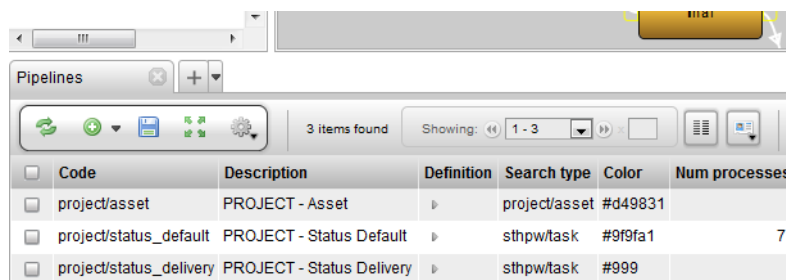 Pipelines
3 items found Showing: 1 - 3 x
Code Description Definition Search type Color Num processes
project/asset PROJECT - Asset project/asset #d49831
project/status_default PROJECT - Status Default sthpw/task #9f9fa1 7
project/status_delivery PROJECT - Status Delivery sthpw/task #999